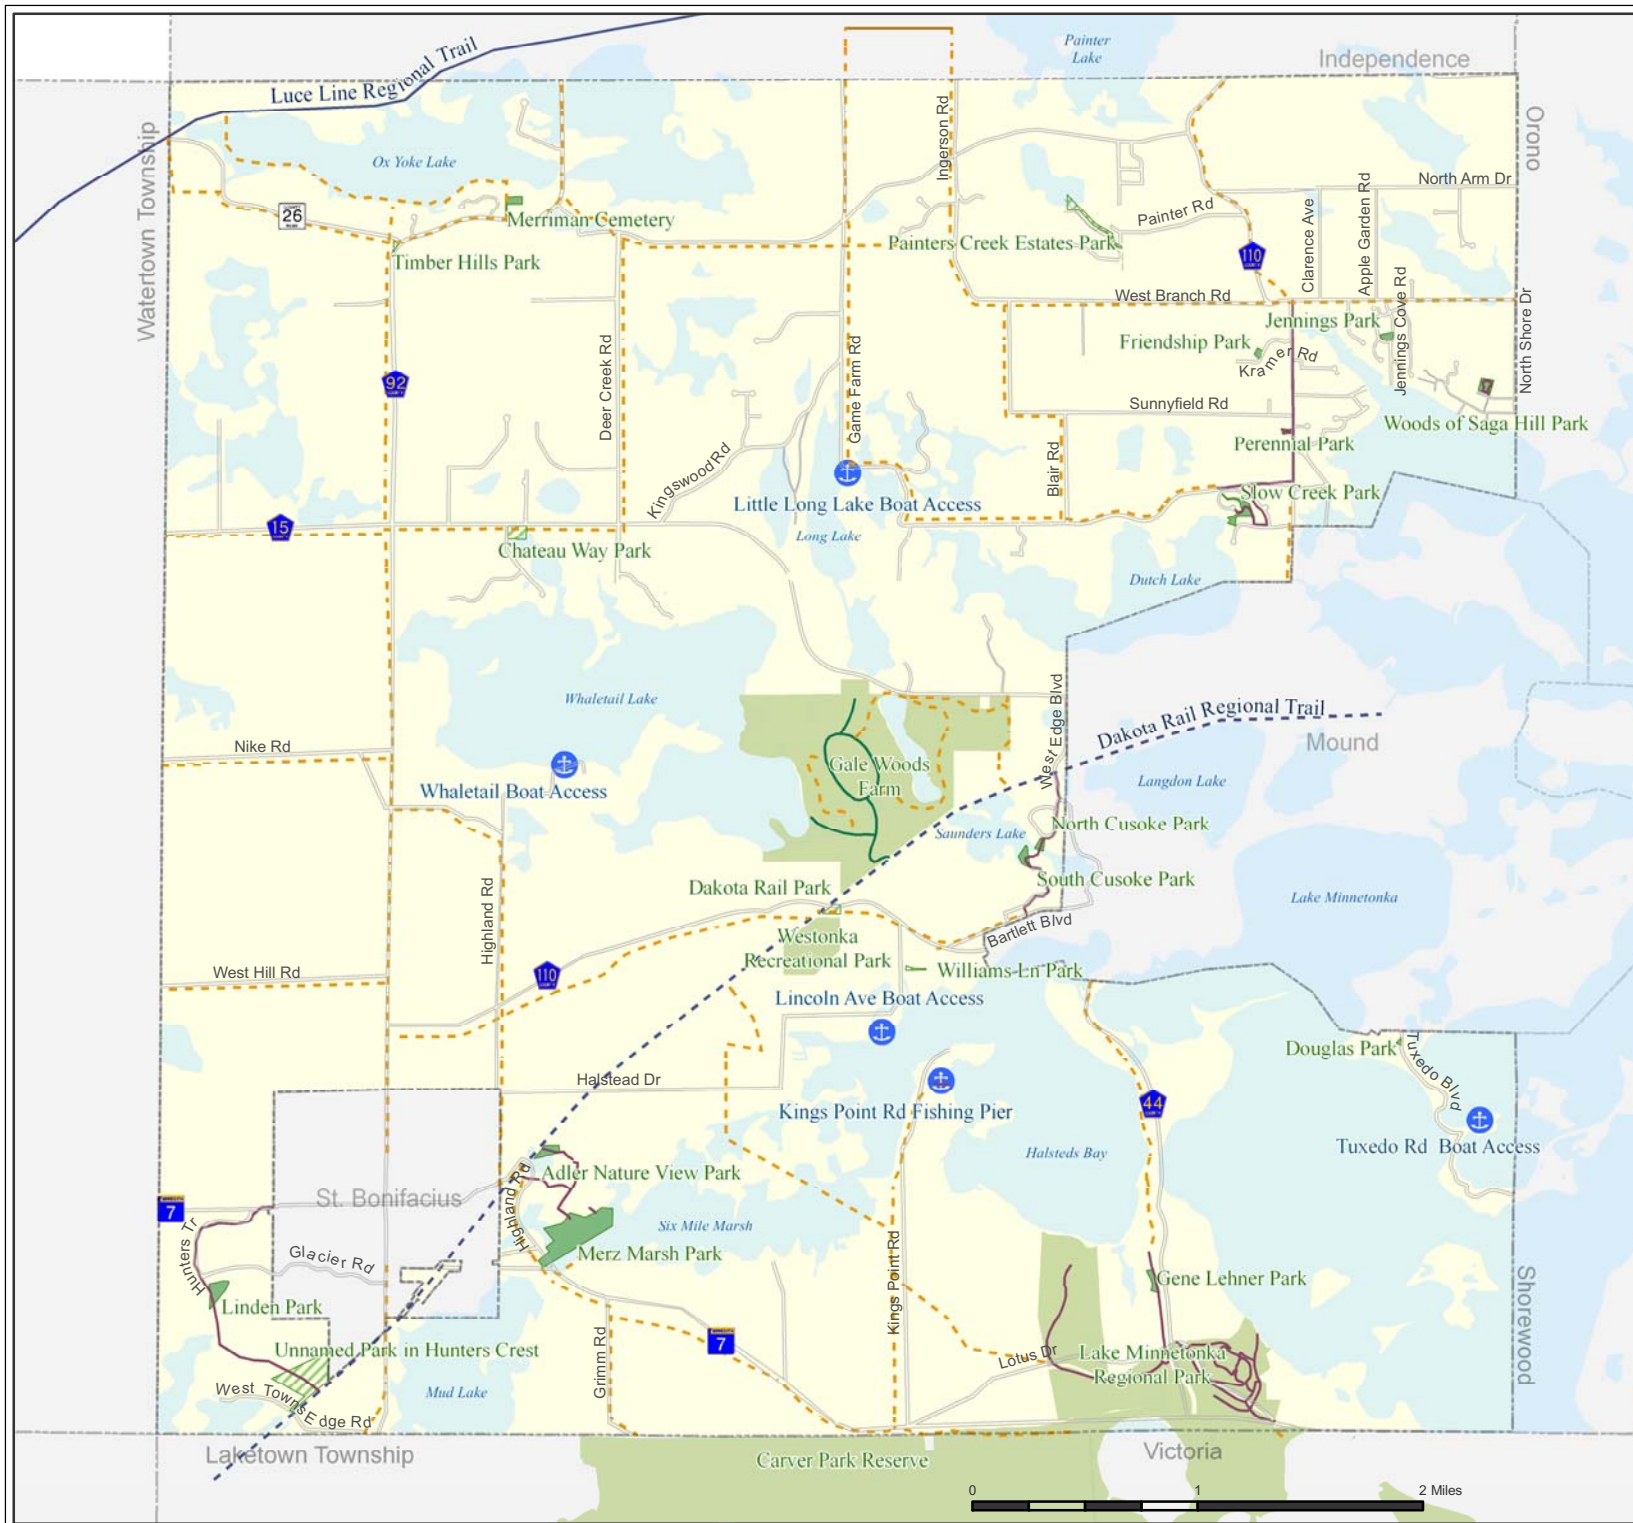 Painter
Lake
Independence
Luce Line Regional Trail
Orono
Watertown Township
Ox Yoke Lake
Ingerson Rd
North Arm Dr
26
Merriman Cemetery
Painter Rd
Clarence Ave
Apple Garden Rd
Painters Creek Estates Park
110
Timber Hills Park
West Branch Rd
Jennings Park
Jennings Cove Rd
North Shore Dr
Friendship Park
Kramer Rd
Deer Creek Rd
Game Farm Rd
92
Sunnyfield Rd
Woods of Saga Hill Park
Perennial Park
Kingswood Rd
Blair Rd
Slow Creek Park
Little Long Lake Boat Access
15
Long Lake
Chateau Way Park
Dutch Lake
Whaletail Lake
West Edge Blvd
Dakota Rail Regional Trail
Mound
Nike Rd
Gale Woods
Farm
Langdon Lake
Whaletail Boat Access
North Cusoke Park
Saunders Lake
South Cusoke Park
Dakota Rail Park
Lake Minnetonka
Highland Rd
Bartlett Blvd
Westonka
Recreational Park
West Hill Rd
110
Williams Ln Park
Lincoln Ave Boat Access
Douglas Park
Tuxedo Blvd
Halstead Dr
Kings Point Rd Fishing Pier
44
Tuxedo Rd Boat Access
Halsteds Bay
Adler Nature View Park
St. Bonifacius
Highland Rd
7
Six Mile Marsh
Hunters Tr
Glacier Rd
Merz Marsh Park
Kings Point Rd
Gene Lehner Park
Shorewood
Linden Park
Unnamed Park in Hunters Crest
7
Grimm Rd
Lotus Dr
Lake Minnetonka
Regional Park
West Towns Edge Rd
Mud Lake
Laketown Township
Carver Park Reserve
Victoria
0 1 2 Miles